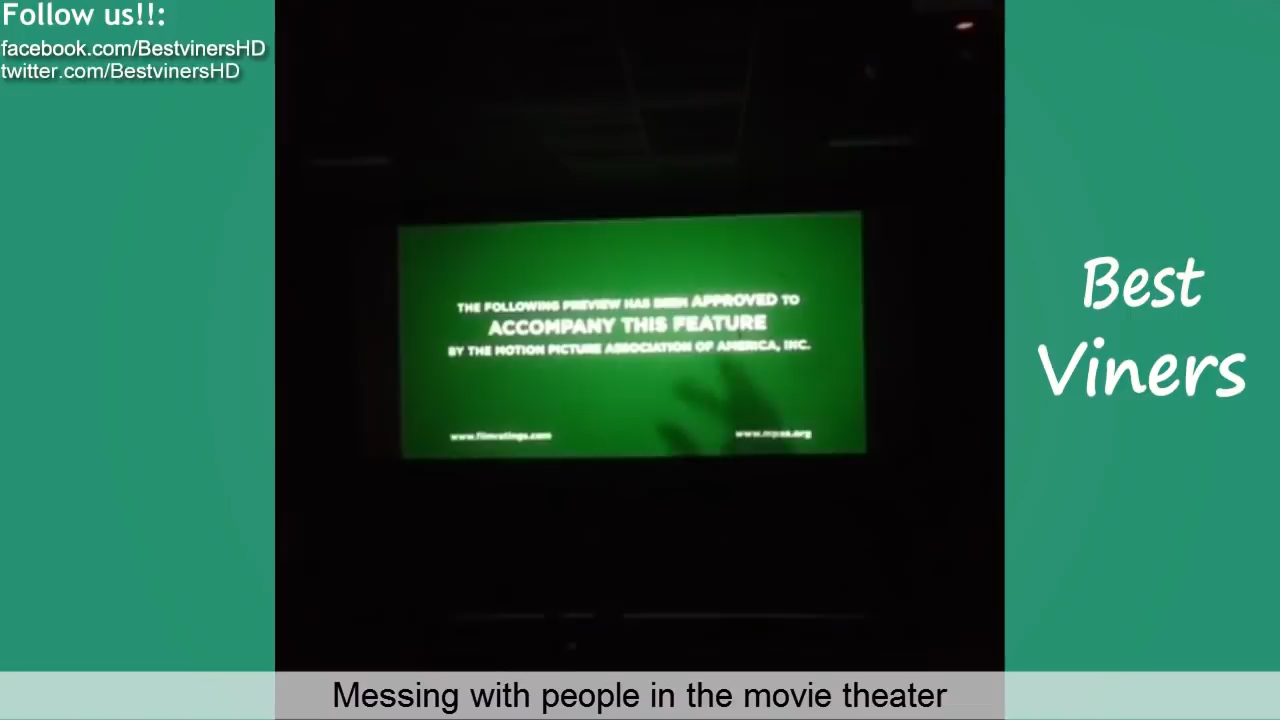 Follow us!!:
facebook.com/BestvinersHD
twitter.com/BestvinersHD
THE FOLLOWING PREVIEW HAS BEEN APPROVED TO
ACCOMPANY THIS FEATURE
BY THE MOTION PICTURE ASSOCIATION OF AMERICA, INC.
www.filmratings.com
www.mpaa.org
Best
Viners
Messing with people in the movie theater